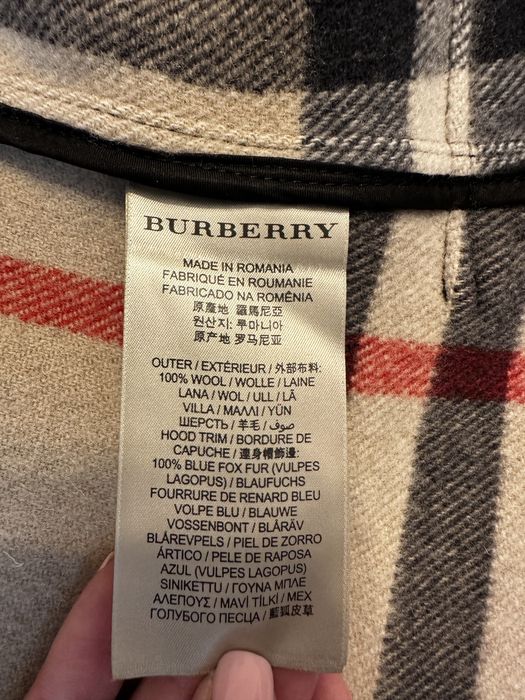 BURBERRY
MADE IN ROMANIA
FABRIQUÉ EN ROUMANIE
FABRICADO NA ROMÊNIA
原產地 羅馬尼亞
원산지: 루마니아
原产地 罗马尼亚
OUTER / EXTÉRIEUR / 外部布料:
100% WOOL / WOLLE / LAINE
LANA / WOL / ULL / LÃ
VILLA / ΜΑΛΛΙ / YÜN
ШЕРСТЬ / 羊毛 / صوف
HOOD TRIM / BORDURE DE
CAPUCHE / 連身帽飾邊:
100% BLUE FOX FUR (VULPES
LAGOPUS) / BLAUFUCHS
FOURRURE DE RENARD BLEU
VOLPE BLU / BLAUWE
VOSSENBONT / BLÅRÄV
BLÅREVPELS / PIEL DE ZORRO
ÁRTICO / PELE DE RAPOSA
AZUL (VULPES LAGOPUS)
SINIKETTU / ΓΟΥΝΑ ΜΠΛΕ
ΑΛΕΠΟΥΣ / MAVİ TİLKİ / МЕХ
ГОЛУБОГО ПЕСЦА / 藍狐皮草